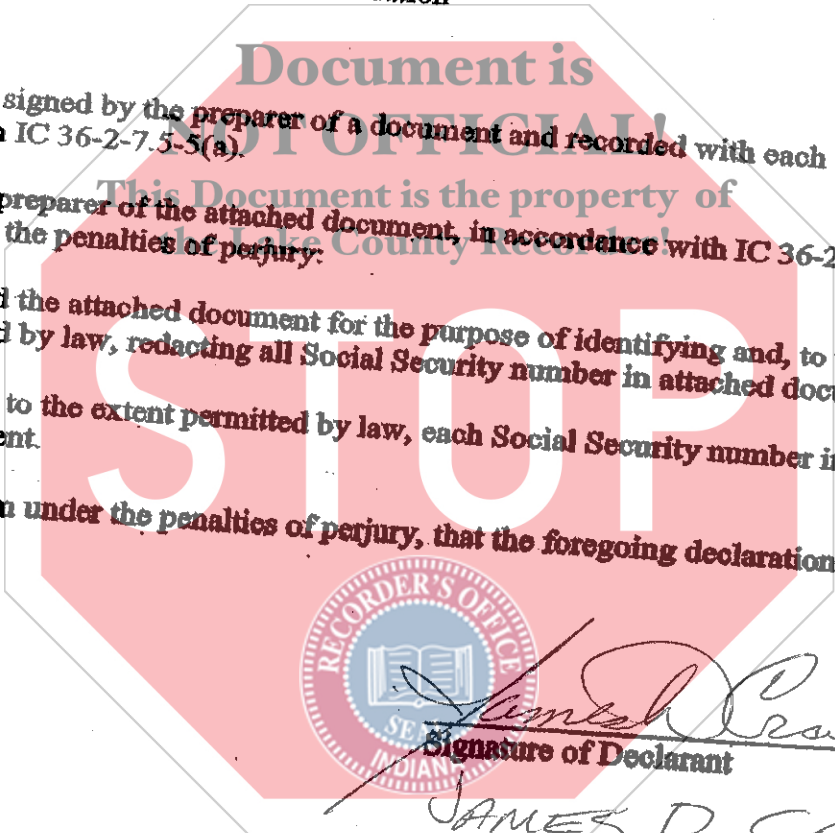 Document is
signed by the preparer of a document and recorded with each
NOT OFFICIAL!
IC 36-2-7.5-5(a).
This Document is the property of
preparer of the attached document, in accordance with IC 36-2
the Lake County Recorder!
the penalties of perjury:
the attached document for the purpose of identifying and, to
by law, redacting all Social Security number in attached doc
STOP
to the extent permitted by law, each Social Security number in
ent.
under the penalties of perjury, that the foregoing declaration
RECORDER'S OFFICE
SEAL
INDIANA
Signature of Declarant
JAMES D